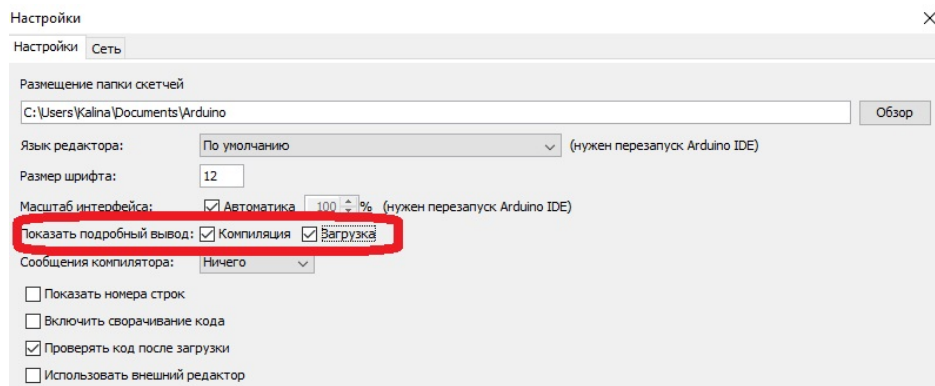 Настройки
Настройки Сеть
Размещение папки скетчей
C:\Users\Kalina\Documents\Arduino Обзор
Язык редактора: По умолчанию (нужен перезапуск Arduino IDE)
Размер шрифта: 12
Масштаб интерфейса: Автоматика 100 % (нужен перезапуск Arduino IDE)
Показать подробный вывод: Компиляция Загрузка
Сообщения компилятора: Ничего
Показать номера строк
Включить сворачивание кода
Проверять код после загрузки
Использовать внешний редактор